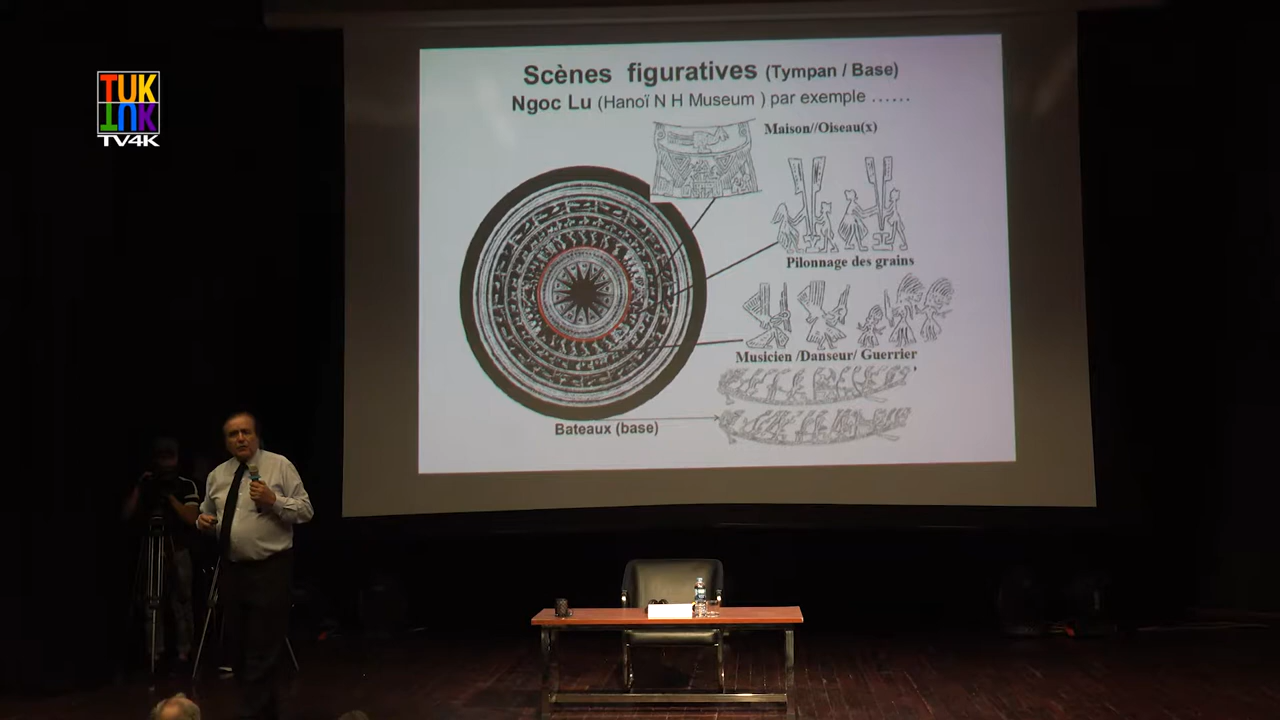 TUK
TUK
TV4K
Scènes figuratives (Tympan / Base)
Ngoc Lu (Hanoï N H Museum ) par exemple ……
Maison//Oiseau(x)
Pilonnage des grains
Musicien /Danseur/ Guerrier
Bateaux (base)